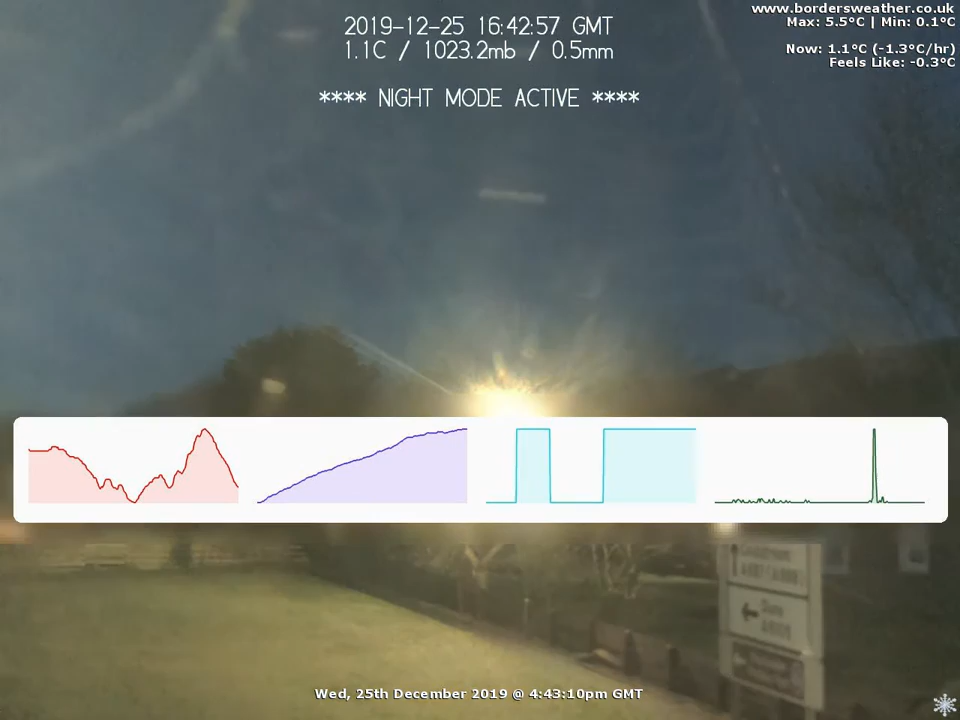 2019-12-25 16:42:57 GMT
1.1C / 1023.2mb / 0.5mm
**** NIGHT MODE ACTIVE ****
www.bordersweather.co.uk
Max: 5.5°C | Min: 0.1°C
Now: 1.1°C (-1.3°C/hr)
Feels Like: -0.3°C
Wed, 25th December 2019 @ 4:43:10pm GMT